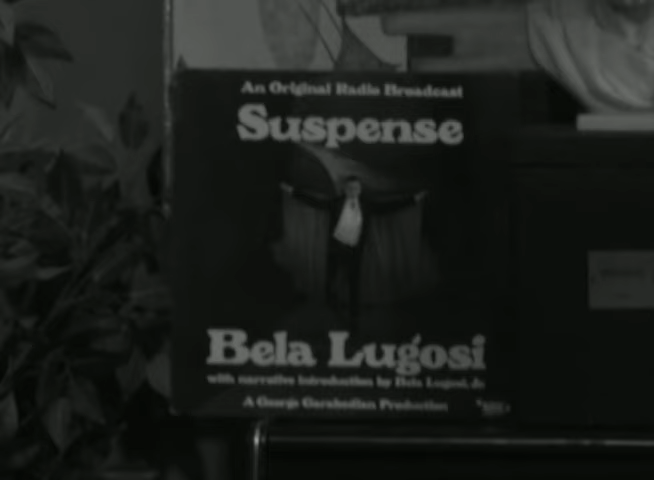 An Original Radio Broadcast
Suspense
Bela Lugosi
with narrative introduction by Bela Lugosi, Jr.
A George Garabedian Production